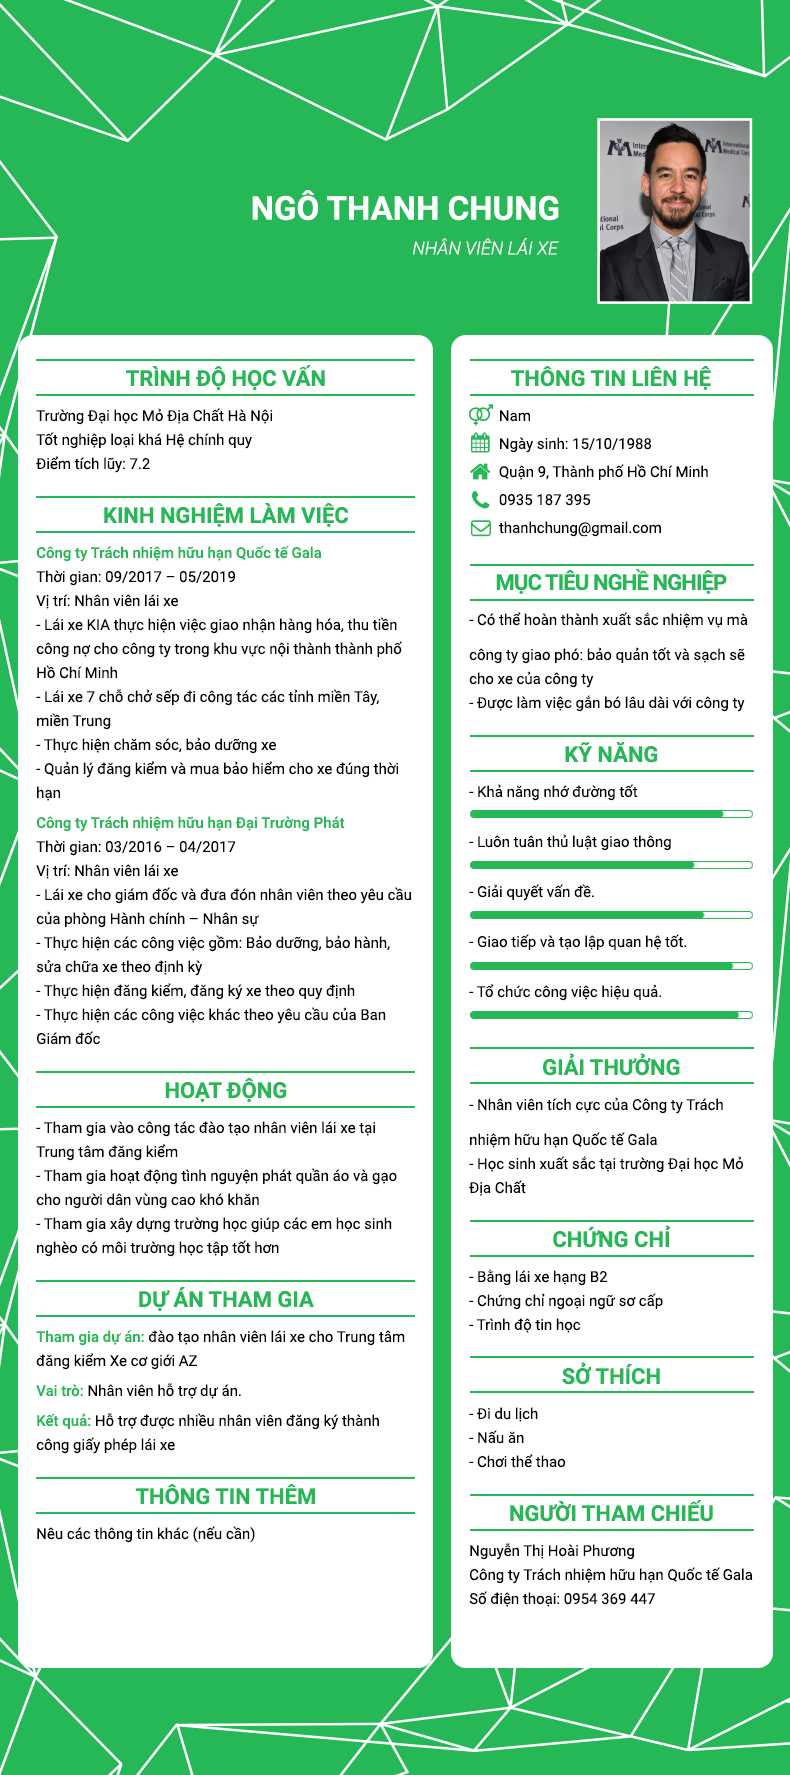 NGÔ THANH CHUNG
NHÂN VIÊN LÁI XE
International
Medical Corps
TRÌNH ĐỘ HỌC VẤN
Trường Đại học Mỏ Địa Chất Hà Nội
Tốt nghiệp loại khá Hệ chính quy
Điểm tích lũy: 7.2
KINH NGHIỆM LÀM VIỆC
Công ty Trách nhiệm hữu hạn Quốc tế Gala
Thời gian: 09/2017 – 05/2019
Vị trí: Nhân viên lái xe
- Lái xe KIA thực hiện việc giao nhận hàng hóa, thu tiền
công nợ cho công ty trong khu vực nội thành thành phố
Hồ Chí Minh
- Lái xe 7 chỗ chở sếp đi công tác các tỉnh miền Tây,
miền Trung
- Thực hiện chăm sóc, bảo dưỡng xe
- Quản lý đăng kiểm và mua bảo hiểm cho xe đúng thời
hạn
Công ty Trách nhiệm hữu hạn Đại Trường Phát
Thời gian: 03/2016 – 04/2017
Vị trí: Nhân viên lái xe
- Lái xe cho giám đốc và đưa đón nhân viên theo yêu cầu
của phòng Hành chính – Nhân sự
- Thực hiện các công việc gồm: Bảo dưỡng, bảo hành,
sửa chữa xe theo định kỳ
- Thực hiện đăng kiểm, đăng ký xe theo quy định
- Thực hiện các công việc khác theo yêu cầu của Ban
Giám đốc
HOẠT ĐỘNG
- Tham gia vào công tác đào tạo nhân viên lái xe tại
Trung tâm đăng kiểm
- Tham gia hoạt động tình nguyện phát quần áo và gạo
cho người dân vùng cao khó khăn
- Tham gia xây dựng trường học giúp các em học sinh
nghèo có môi trường học tập tốt hơn
DỰ ÁN THAM GIA
Tham gia dự án: đào tạo nhân viên lái xe cho Trung tâm
đăng kiểm Xe cơ giới AZ
Vai trò: Nhân viên hỗ trợ dự án.
Kết quả: Hỗ trợ được nhiều nhân viên đăng ký thành
công giấy phép lái xe
THÔNG TIN THÊM
Nêu các thông tin khác (nếu cần)
THÔNG TIN LIÊN HỆ
Nam
Ngày sinh: 15/10/1988
Quận 9, Thành phố Hồ Chí Minh
0935 187 395
thanhchung@gmail.com
MỤC TIÊU NGHỀ NGHIỆP
- Có thể hoàn thành xuất sắc nhiệm vụ mà
công ty giao phó: bảo quản tốt và sạch sẽ
cho xe của công ty
- Được làm việc gắn bó lâu dài với công ty
KỸ NĂNG
- Khả năng nhớ đường tốt
- Luôn tuân thủ luật giao thông
- Giải quyết vấn đề.
- Giao tiếp và tạo lập quan hệ tốt.
- Tổ chức công việc hiệu quả.
GIẢI THƯỞNG
- Nhân viên tích cực của Công ty Trách
nhiệm hữu hạn Quốc tế Gala
- Học sinh xuất sắc tại trường Đại học Mỏ
Địa Chất
CHỨNG CHỈ
- Bằng lái xe hạng B2
- Chứng chỉ ngoại ngữ sơ cấp
- Trình độ tin học
SỞ THÍCH
- Đi du lịch
- Nấu ăn
- Chơi thể thao
NGƯỜI THAM CHIẾU
Nguyễn Thị Hoài Phương
Công ty Trách nhiệm hữu hạn Quốc tế Gala
Số điện thoại: 0954 369 447